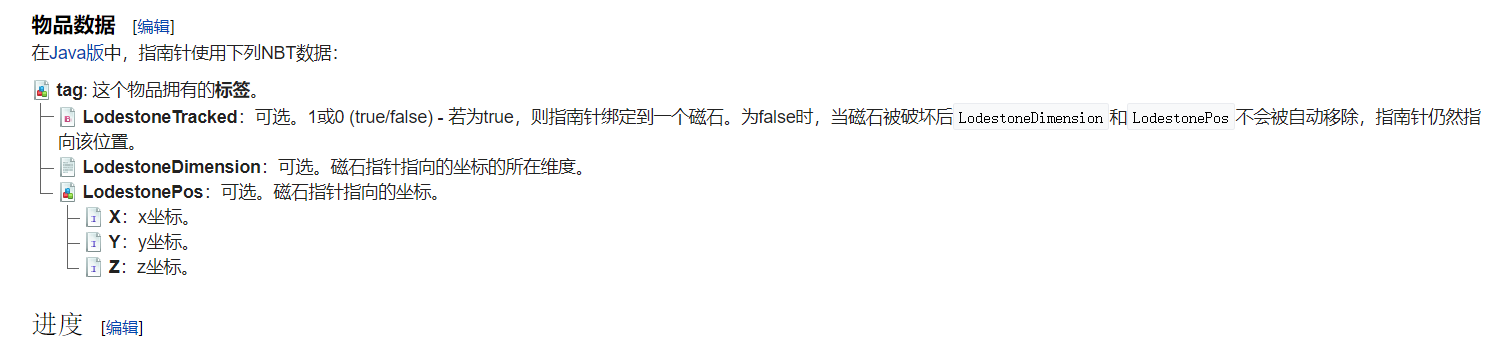 物品数据 [编辑]
在Java版中，指南针使用下列NBT数据：
tag: 这个物品拥有的标签。
LodestoneTracked：可选。1或0 (true/false) - 若为true，则指南针绑定到一个磁石。为false时，当磁石被破坏后LodestoneDimension和LodestonePos不会被自动移除，指南针仍然指
向该位置。
LodestoneDimension：可选。磁石指针指向的坐标的所在维度。
LodestonePos：可选。磁石指针指向的坐标。
X：x坐标。
Y：y坐标。
Z：z坐标。
进度 [编辑]